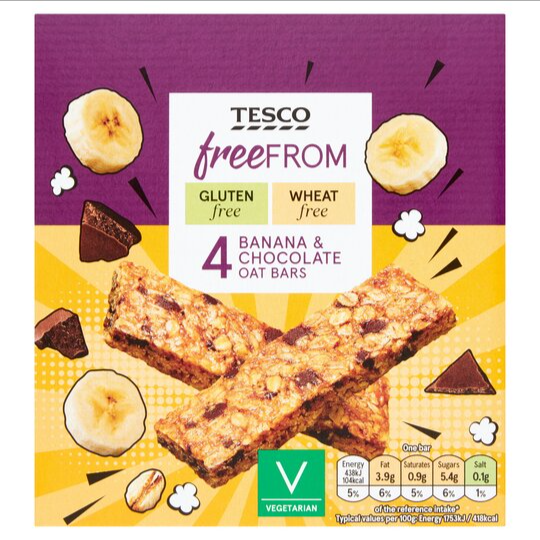 TESCO
freeFROM
GLUTEN
free
WHEAT
free
4
BANANA &
CHOCOLATE
OAT BARS
V
VEGETARIAN
One bar
Energy
438kJ
104kcal
5%
Fat
3.9g
6%
Saturates
0.9g
5%
Sugars
5.4g
6%
Salt
0.1g
1%
of the reference intake*
Typical values per 100g: Energy 1753kJ / 418kcal